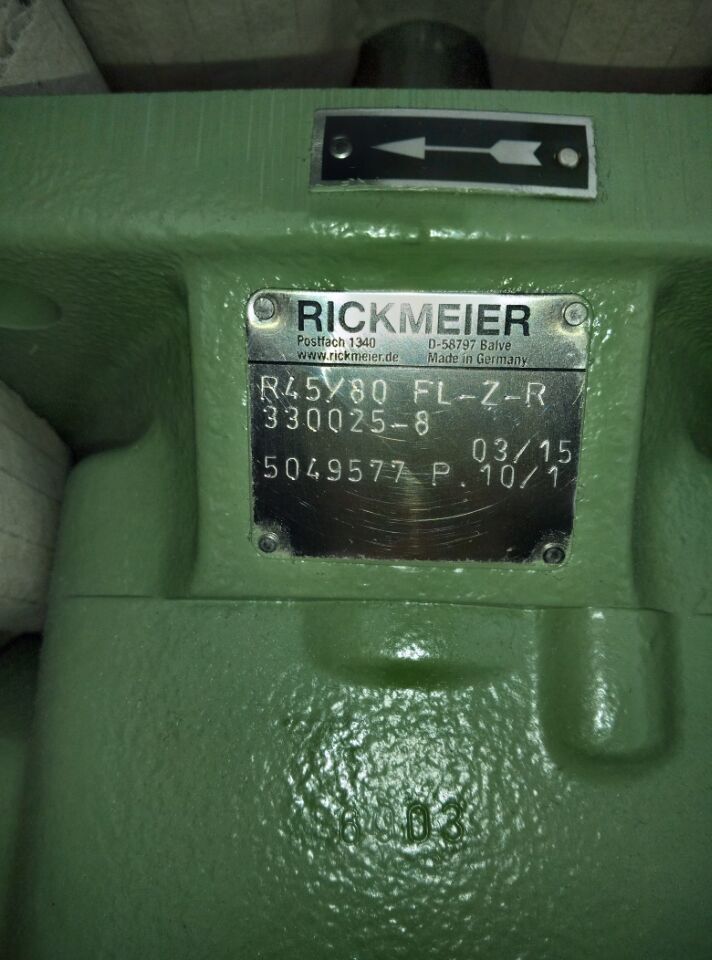 RICKMEIER
Postfach 1340 D-58797 Balve
www.rickmeier.de Made in Germany
R45/80 FL-Z-R
330025-8
03/15
5049577 P. 10/1
03